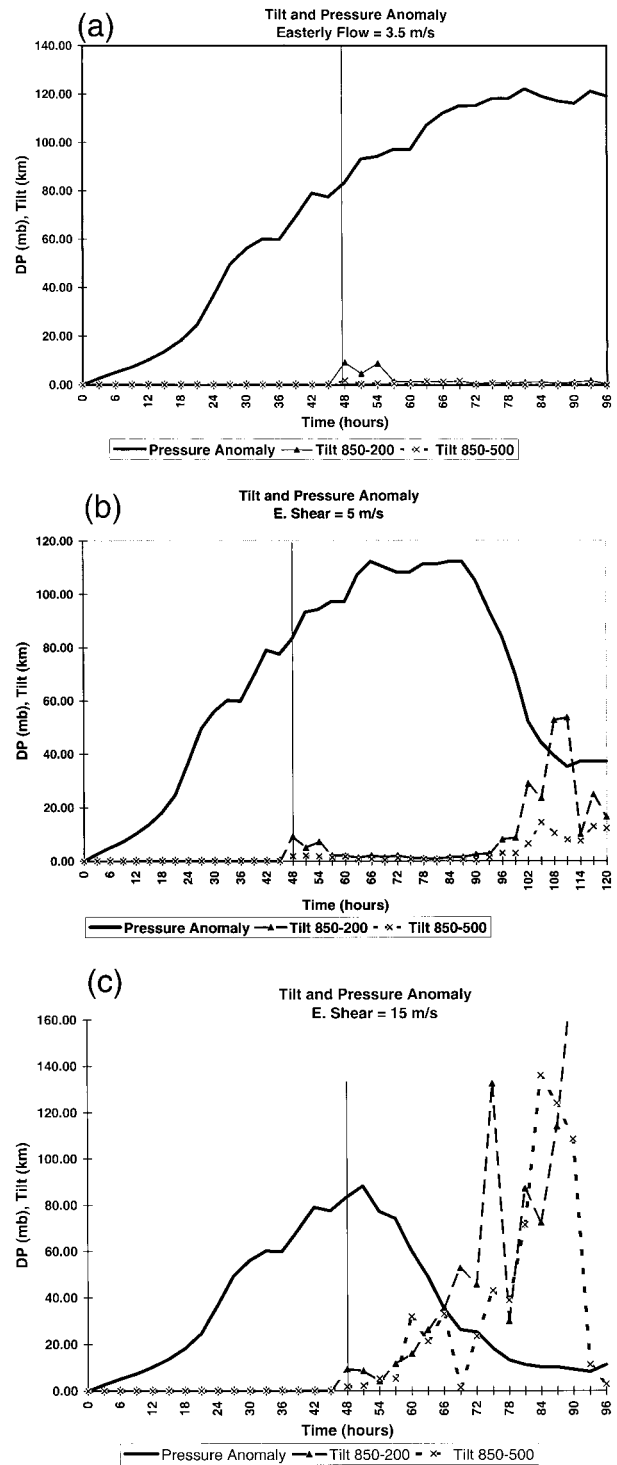 (a)
Tilt and Pressure Anomaly
Easterly Flow = 3.5 m/s
140.00
120.00
100.00
80.00
60.00
40.00
20.00
0.00
DP (mb), Tilt (km)
0 6 12 18 24 30 36 42 48 54 60 66 72 78 84 90 96
Time (hours)
Pressure Anomaly Tilt 850-200 Tilt 850-500
(b)
Tilt and Pressure Anomaly
E. Shear = 5 m/s
120.00
100.00
80.00
60.00
40.00
20.00
0.00
DP (mb), Tilt (km)
0 6 12 18 24 30 36 42 48 54 60 66 72 78 84 90 96 102 108 114 120
Time (hours)
Pressure Anomaly Tilt 850-200 Tilt 850-500
(c)
Tilt and Pressure Anomaly
E. Shear = 15 m/s
160.00
140.00
120.00
100.00
80.00
60.00
40.00
20.00
0.00
DP (mb), Tilt (km)
0 6 12 18 24 30 36 42 48 54 60 66 72 78 84 90 96
Time (hours)
Pressure Anomaly Tilt 850-200 Tilt 850-500